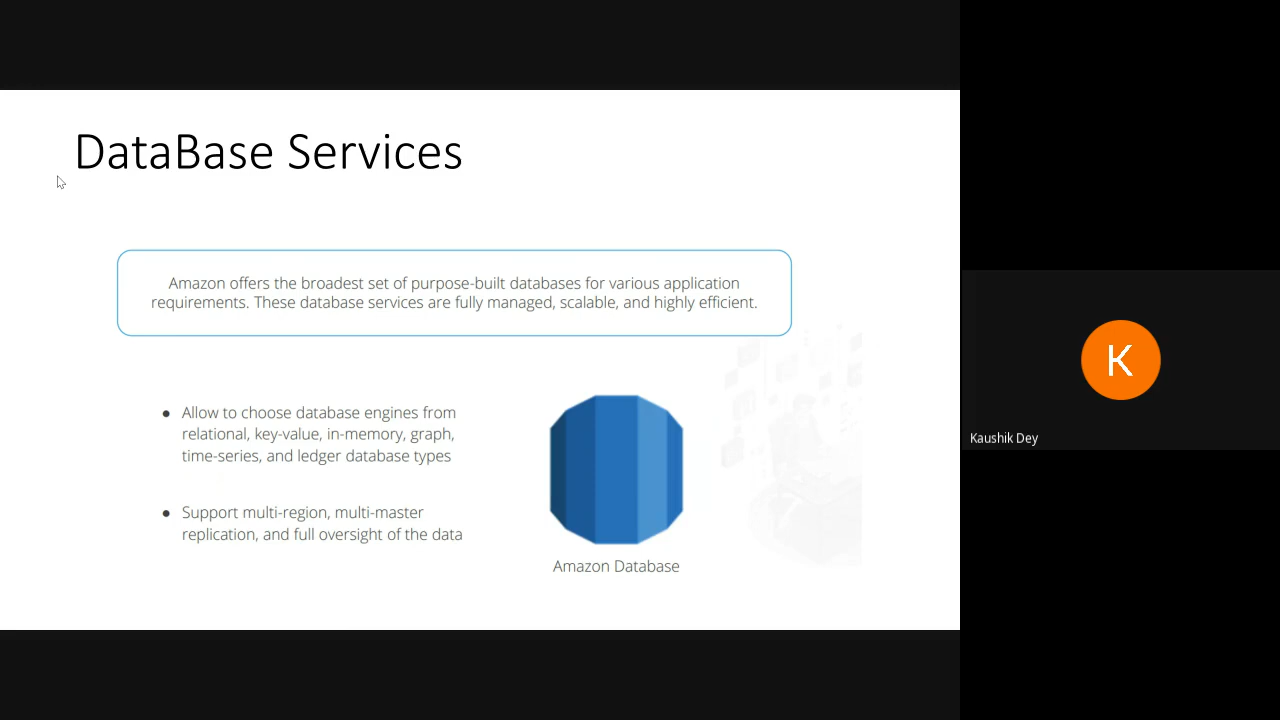 DataBase Services
Amazon offers the broadest set of purpose-built databases for various application
requirements. These database services are fully managed, scalable, and highly efficient.
● Allow to choose database engines from
relational, key-value, in-memory, graph,
time-series, and ledger database types
● Support multi-region, multi-master
replication, and full oversight of the data
Amazon Database
K
Kaushik Dey